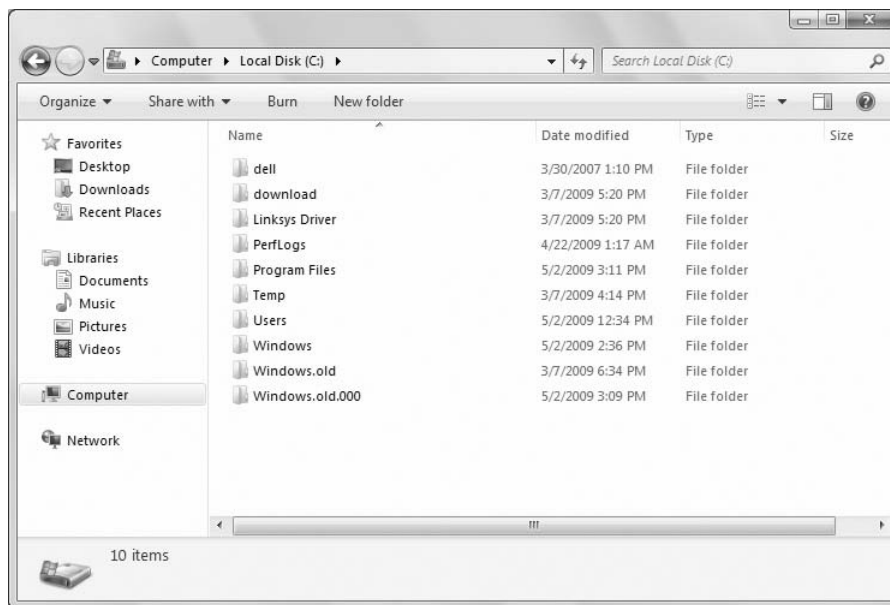 Computer Local Disk (C:) Search Local Disk (C:)
Organize Share with Burn New folder
Favorites
Desktop
Downloads
Recent Places
Libraries
Documents
Music
Pictures
Videos
Computer
Network
Name Date modified Type Size
dell 3/30/2007 1:10 PM File folder
download 3/7/2009 5:20 PM File folder
Linksys Driver 3/7/2009 5:20 PM File folder
PerfLogs 4/22/2009 1:17 AM File folder
Program Files 5/2/2009 3:11 PM File folder
Temp 3/7/2009 4:14 PM File folder
Users 5/2/2009 12:34 PM File folder
Windows 5/2/2009 2:36 PM File folder
Windows.old 3/7/2009 6:34 PM File folder
Windows.old.000 5/2/2009 3:09 PM File folder
10 items